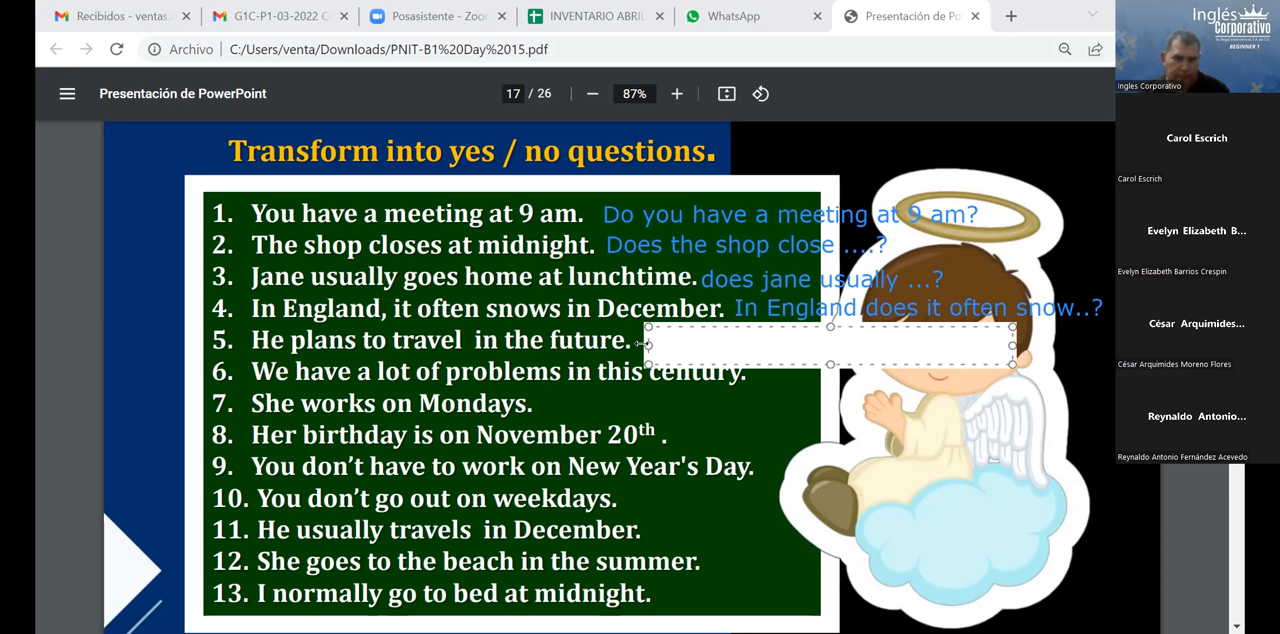 Recibidos - ventas.
G1C-P1-03-2022 C
Posasistente - Zoo
INVENTARIO ABRIL
WhatsApp
Presentación de Po
Archivo
C:/Users/venta/Downloads/PNIT-B1%20Day%2015.pdf
Presentación de PowerPoint
17 / 26
87%
Transform into yes / no questions.
1. You have a meeting at 9 am. Do you have a meeting at 9 am?
2. The shop closes at midnight. Does the shop close ....?
3. Jane usually goes home at lunchtime. does jane usually ...?
4. In England, it often snows in December. In England does it often snow..?
5. He plans to travel in the future.
6. We have a lot of problems in this century.
7. She works on Mondays.
8. Her birthday is on November 20th .
9. You don’t have to work on New Year's Day.
10. You don’t go out on weekdays.
11. He usually travels in December.
12. She goes to the beach in the summer.
13. I normally go to bed at midnight.
Inglés
Corporativo
BEGINNER 1
Ingles Corporativo
Carol Escrich
Carol Escrich
Evelyn Elizabeth B...
Evelyn Elizabeth Barrios Crespin
César Arquimides...
César Arquimides Moreno Flores
Reynaldo Antonio...
Reynaldo Antonio Fernández Acevedo